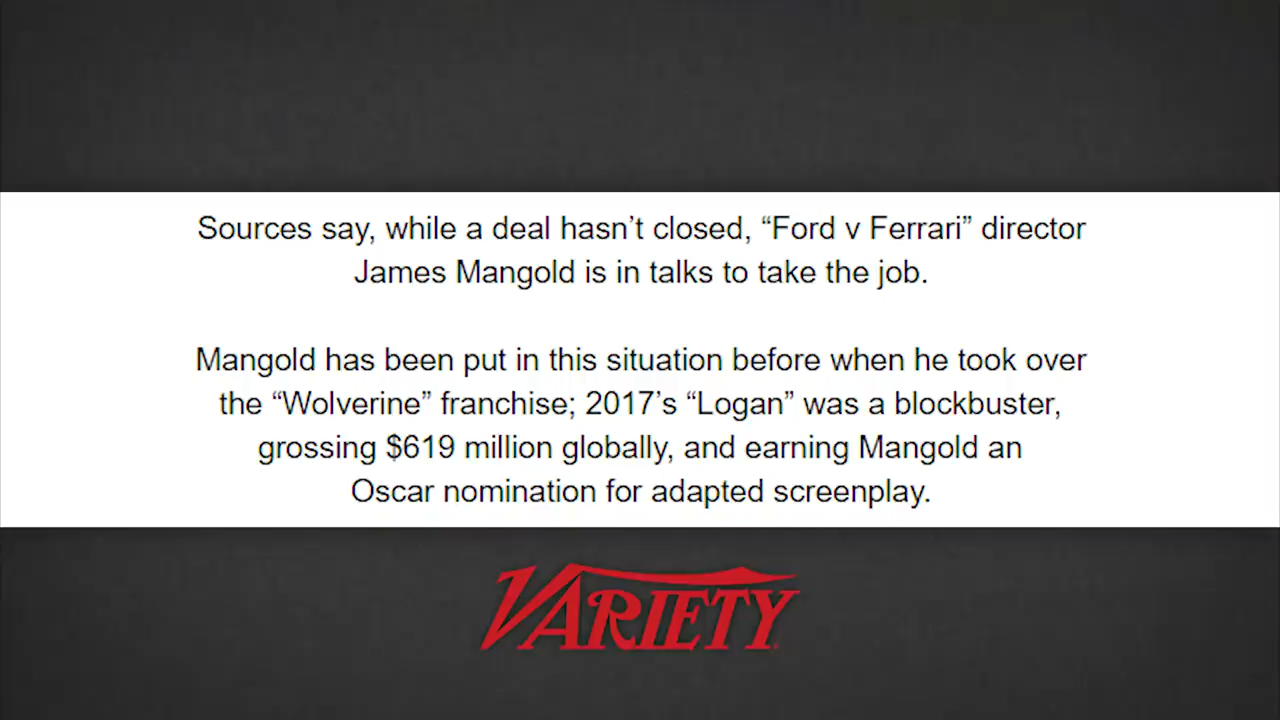 Sources say, while a deal hasn’t closed, “Ford v Ferrari” director
James Mangold is in talks to take the job.
Mangold has been put in this situation before when he took over
the “Wolverine” franchise; 2017’s “Logan” was a blockbuster,
grossing $619 million globally, and earning Mangold an
Oscar nomination for adapted screenplay.
VARIETY